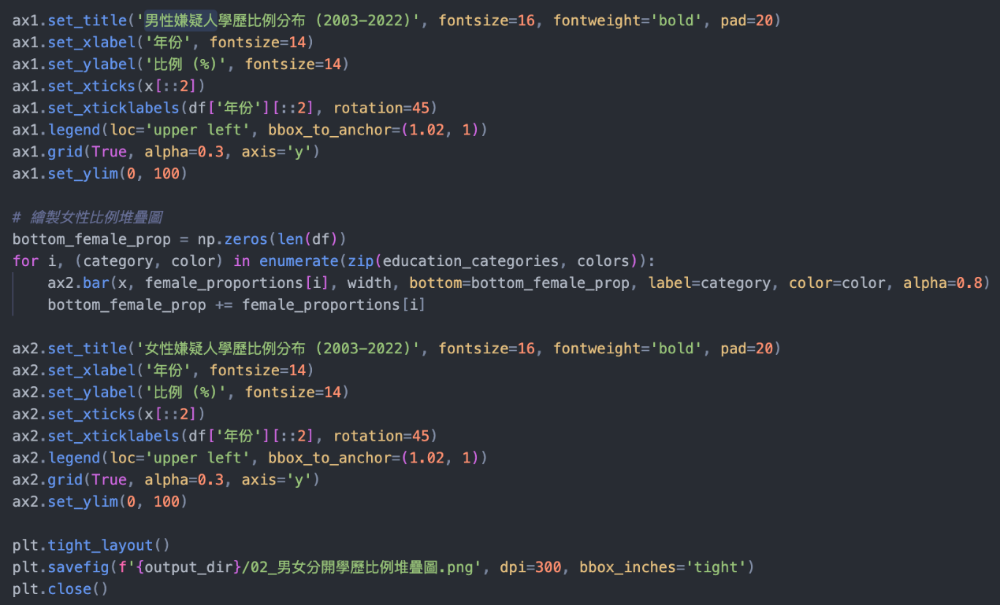 ax1.set_title('男性嫌疑人學歷比例分布 (2003-2022)', fontsize=16, fontweight='bold', pad=20)
ax1.set_xlabel('年份', fontsize=14)
ax1.set_ylabel('比例 (%)', fontsize=14)
ax1.set_xticks(x[::2])
ax1.set_xticklabels(df['年份'][::2], rotation=45)
ax1.legend(loc='upper left', bbox_to_anchor=(1.02, 1))
ax1.grid(True, alpha=0.3, axis='y')
ax1.set_ylim(0, 100)

# 繪製女性比例堆疊圖
bottom_female_prop = np.zeros(len(df))
for i, (category, color) in enumerate(zip(education_categories, colors)):
    ax2.bar(x, female_proportions[i], width, bottom=bottom_female_prop, label=category, color=color, alpha=0.8)
    bottom_female_prop += female_proportions[i]

ax2.set_title('女性嫌疑人學歷比例分布 (2003-2022)', fontsize=16, fontweight='bold', pad=20)
ax2.set_xlabel('年份', fontsize=14)
ax2.set_ylabel('比例 (%)', fontsize=14)
ax2.set_xticks(x[::2])
ax2.set_xticklabels(df['年份'][::2], rotation=45)
ax2.legend(loc='upper left', bbox_to_anchor=(1.02, 1))
ax2.grid(True, alpha=0.3, axis='y')
ax2.set_ylim(0, 100)

plt.tight_layout()
plt.savefig(f'{output_dir}/02_男女分開學歷比例堆疊圖.png', dpi=300, bbox_inches='tight')
plt.close()